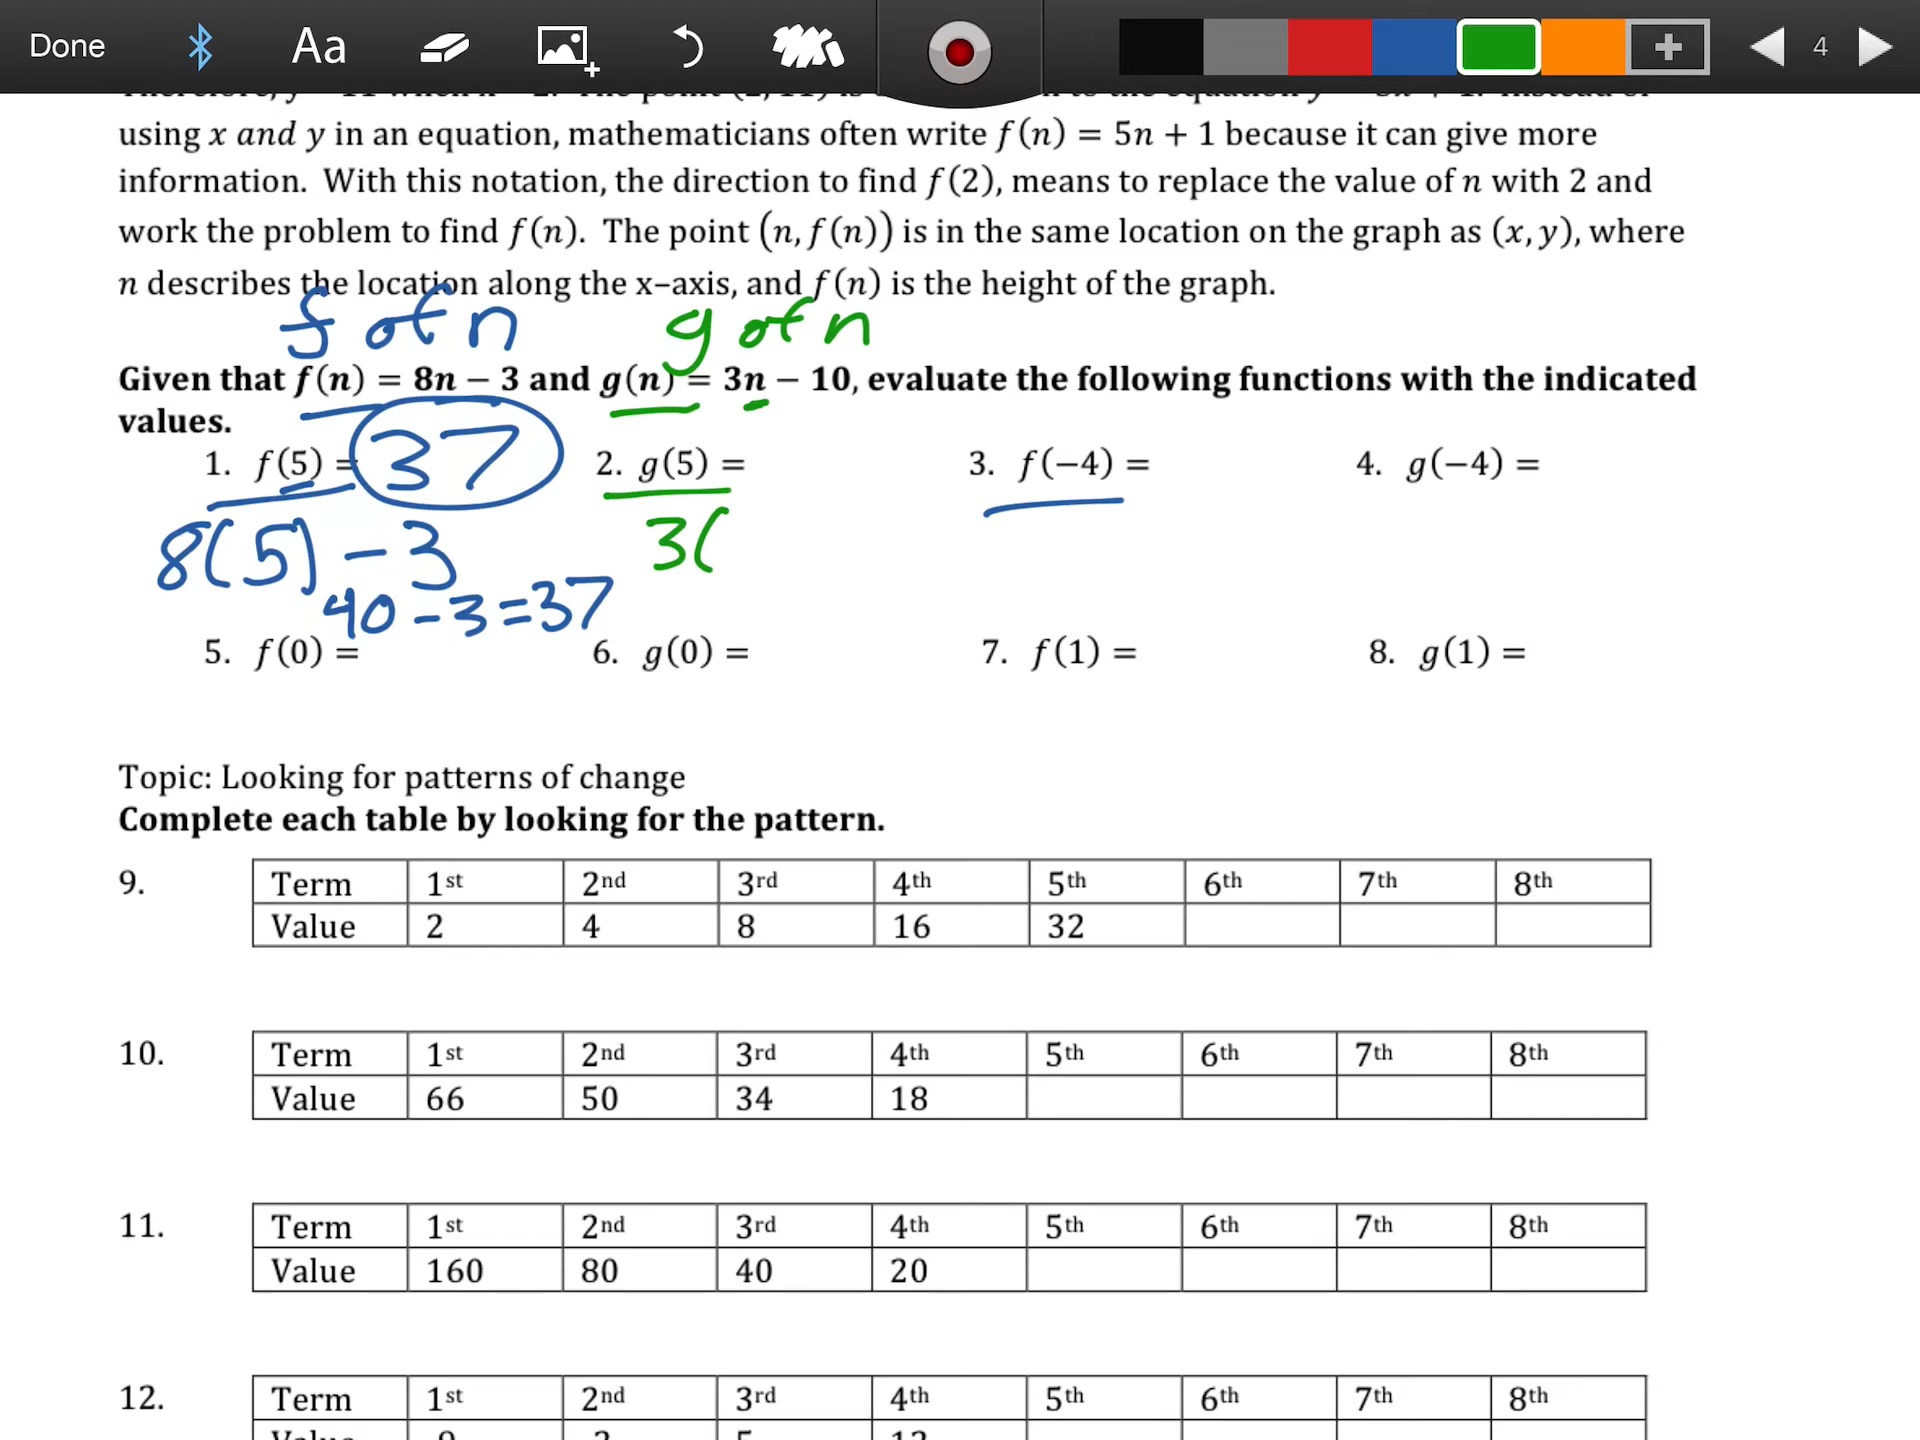 Done Aa 4
using x and y in an equation, mathematicians often write f(n) = 5n + 1 because it can give more
information. With this notation, the direction to find f(2), means to replace the value of n with 2 and
work the problem to find f(n). The point (n, f(n)) is in the same location on the graph as (x, y), where
n describes the location along the x–axis, and f(n) is the height of the graph.
f of n g of n
Given that f(n) = 8n − 3 and g(n) = 3n − 10, evaluate the following functions with the indicated
values.
1. f(5) = 37 2. g(5) = 3. f(−4) = 4. g(−4) =
8(5) − 3 3(
40 − 3 = 37
5. f(0) = 6. g(0) = 7. f(1) = 8. g(1) =
Topic: Looking for patterns of change
Complete each table by looking for the pattern.
9. Term 1st 2nd 3rd 4th 5th 6th 7th 8th
Value 2 4 8 16 32
10. Term 1st 2nd 3rd 4th 5th 6th 7th 8th
Value 66 50 34 18
11. Term 1st 2nd 3rd 4th 5th 6th 7th 8th
Value 160 80 40 20
12. Term 1st 2nd 3rd 4th 5th 6th 7th 8th